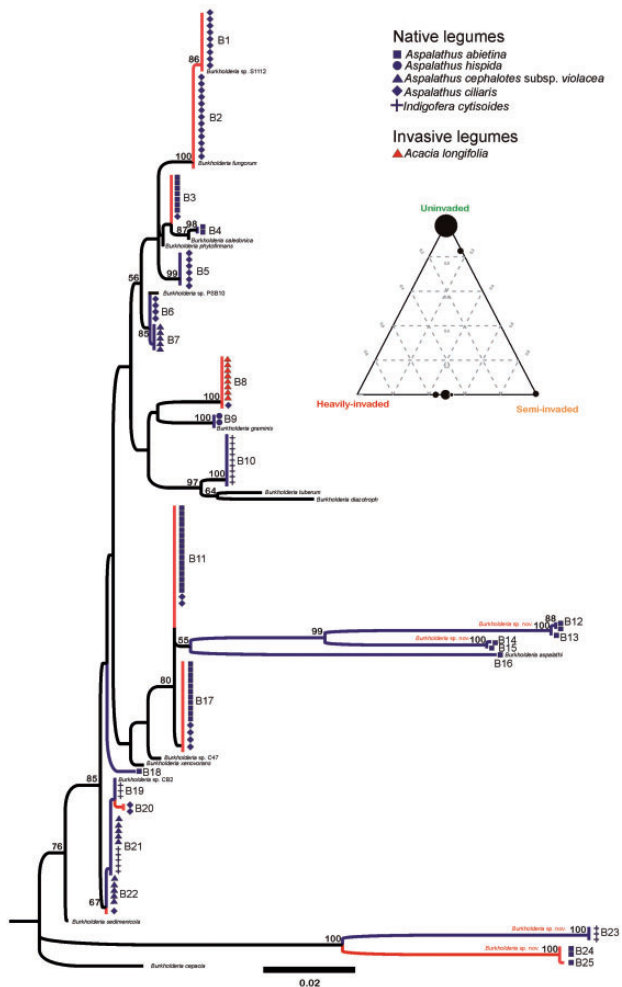 Native legumes
Aspalathus abietina
Aspalathus hispida
Aspalathus cephalotes subsp. violacea
Aspalathus ciliaris
Indigofera cytisoides
Invasive legumes
Acacia longifolia
Uninvaded
Heavily-invaded
Semi-invaded
B1
86
Burkholderia sp. S1112
B2
100
Burkholderia fungorum
B3
98
B4
87
Burkholderia caledonica
Burkholderia phytofirmans
99
B5
56
Burkholderia sp. PSB10
B6
85
B7
B8
100
100
B9
Burkholderia graminis
B10
100
97
64
Burkholderia tuberum
Burkholderia diazotroph
B11
88
B12
Burkholderia sp. nov.
100
B13
99
Burkholderia sp. nov.
100
B14
B15
55
Burkholderia aspalathi
B16
B17
80
Burkholderia sp. C47
Burkholderia xenovorans
B18
Burkholderia sp. CB2
85
B19
B20
B21
76
B22
67
Burkholderia sedimenicola
Burkholderia sp. nov.
100
B23
100
Burkholderia sp. nov.
100
B24
B25
Burkholderia cepacia
0.02